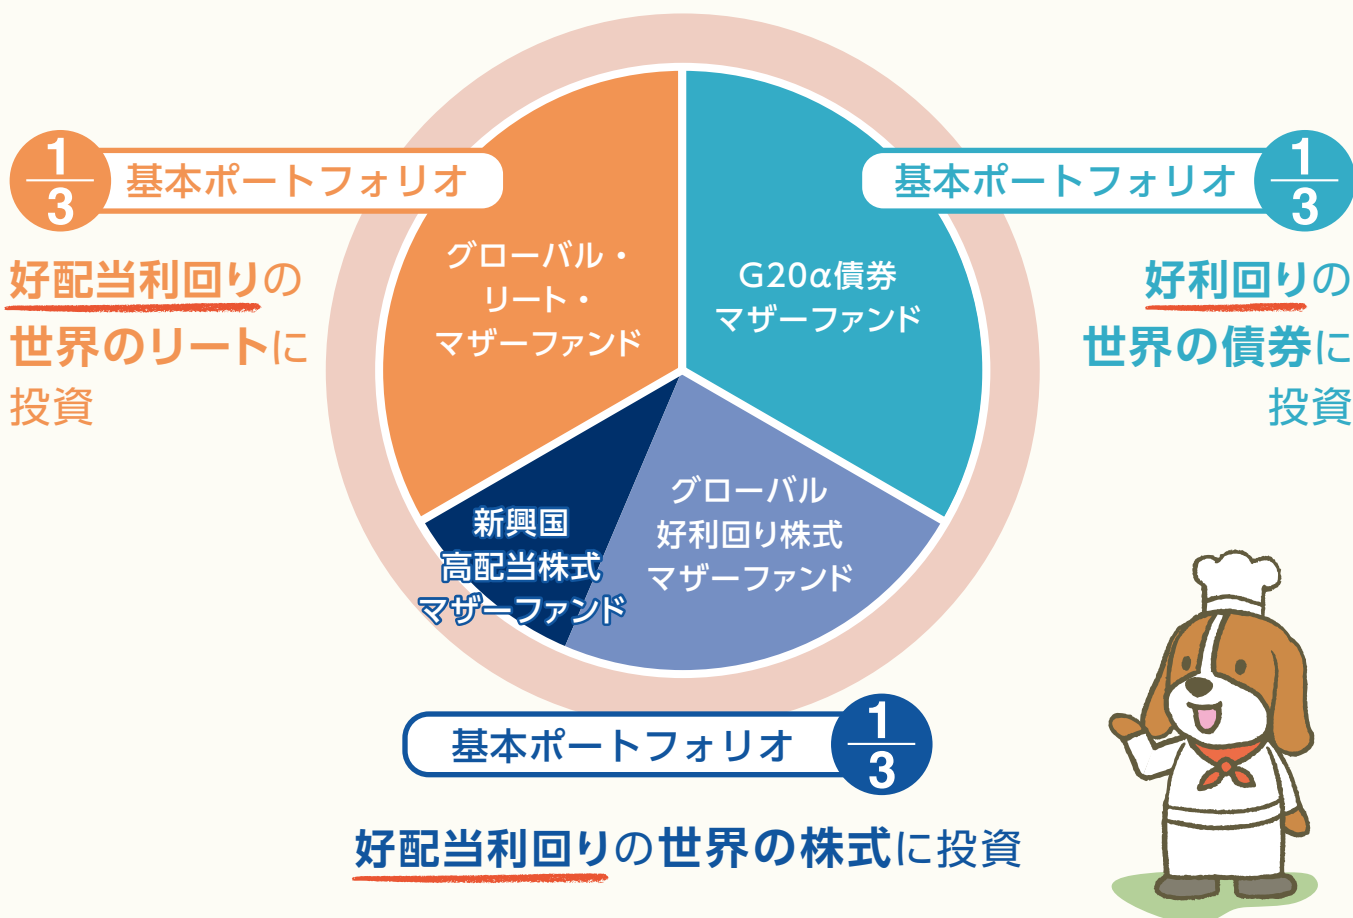 1
3
基本ポートフォリオ
好配当利回りの
世界のリートに
投資
グローバル・
リート・
マザーファンド
基本ポートフォリオ
1
3
好利回りの
世界の債券に
投資
G20α債券
マザーファンド
新興国
高配当株式
マザーファンド
グローバル
好利回り株式
マザーファンド
基本ポートフォリオ
1
3
好配当利回りの世界の株式に投資